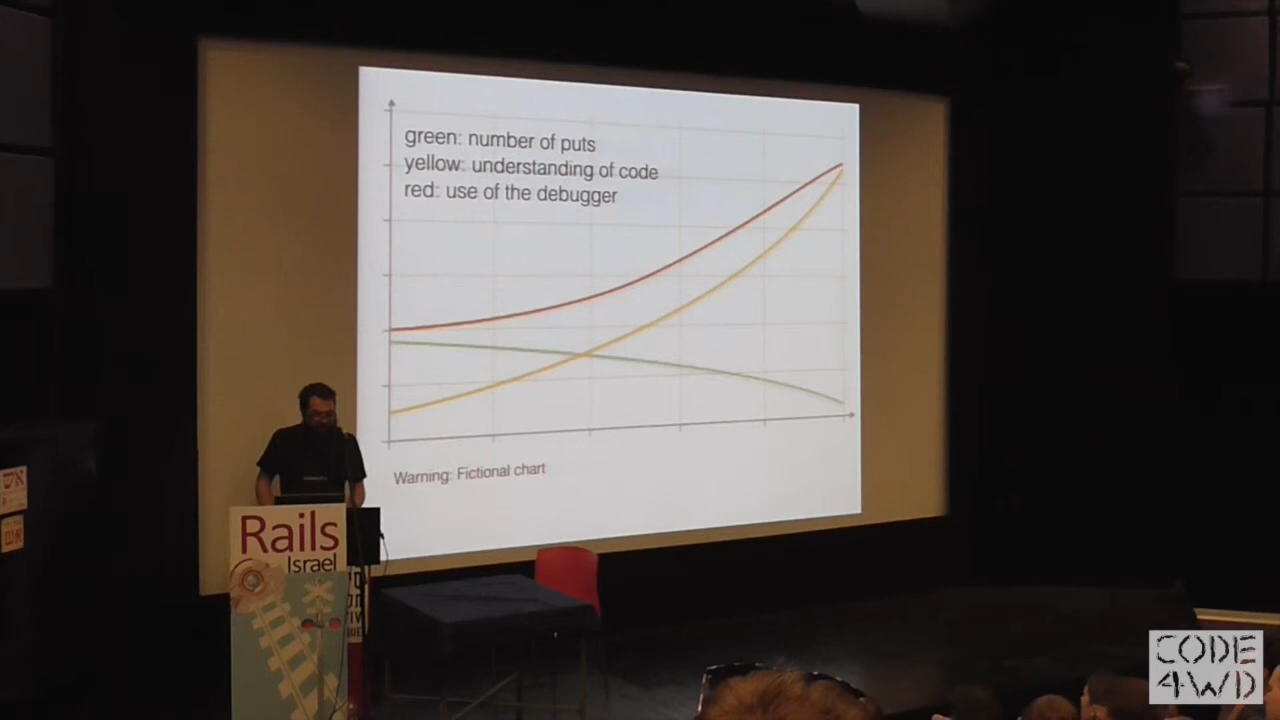 green: number of puts
yellow: understanding of code
red: use of the debugger
Warning: Fictional chart
Rails
Israel
אש
CODE
4WD